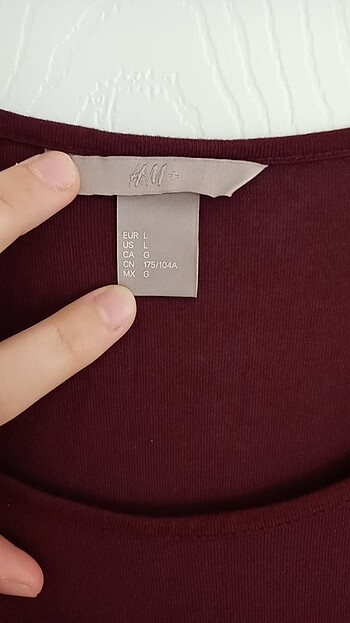 H&M +
EUR L
US L
CA G
CN 175/104A
MX G